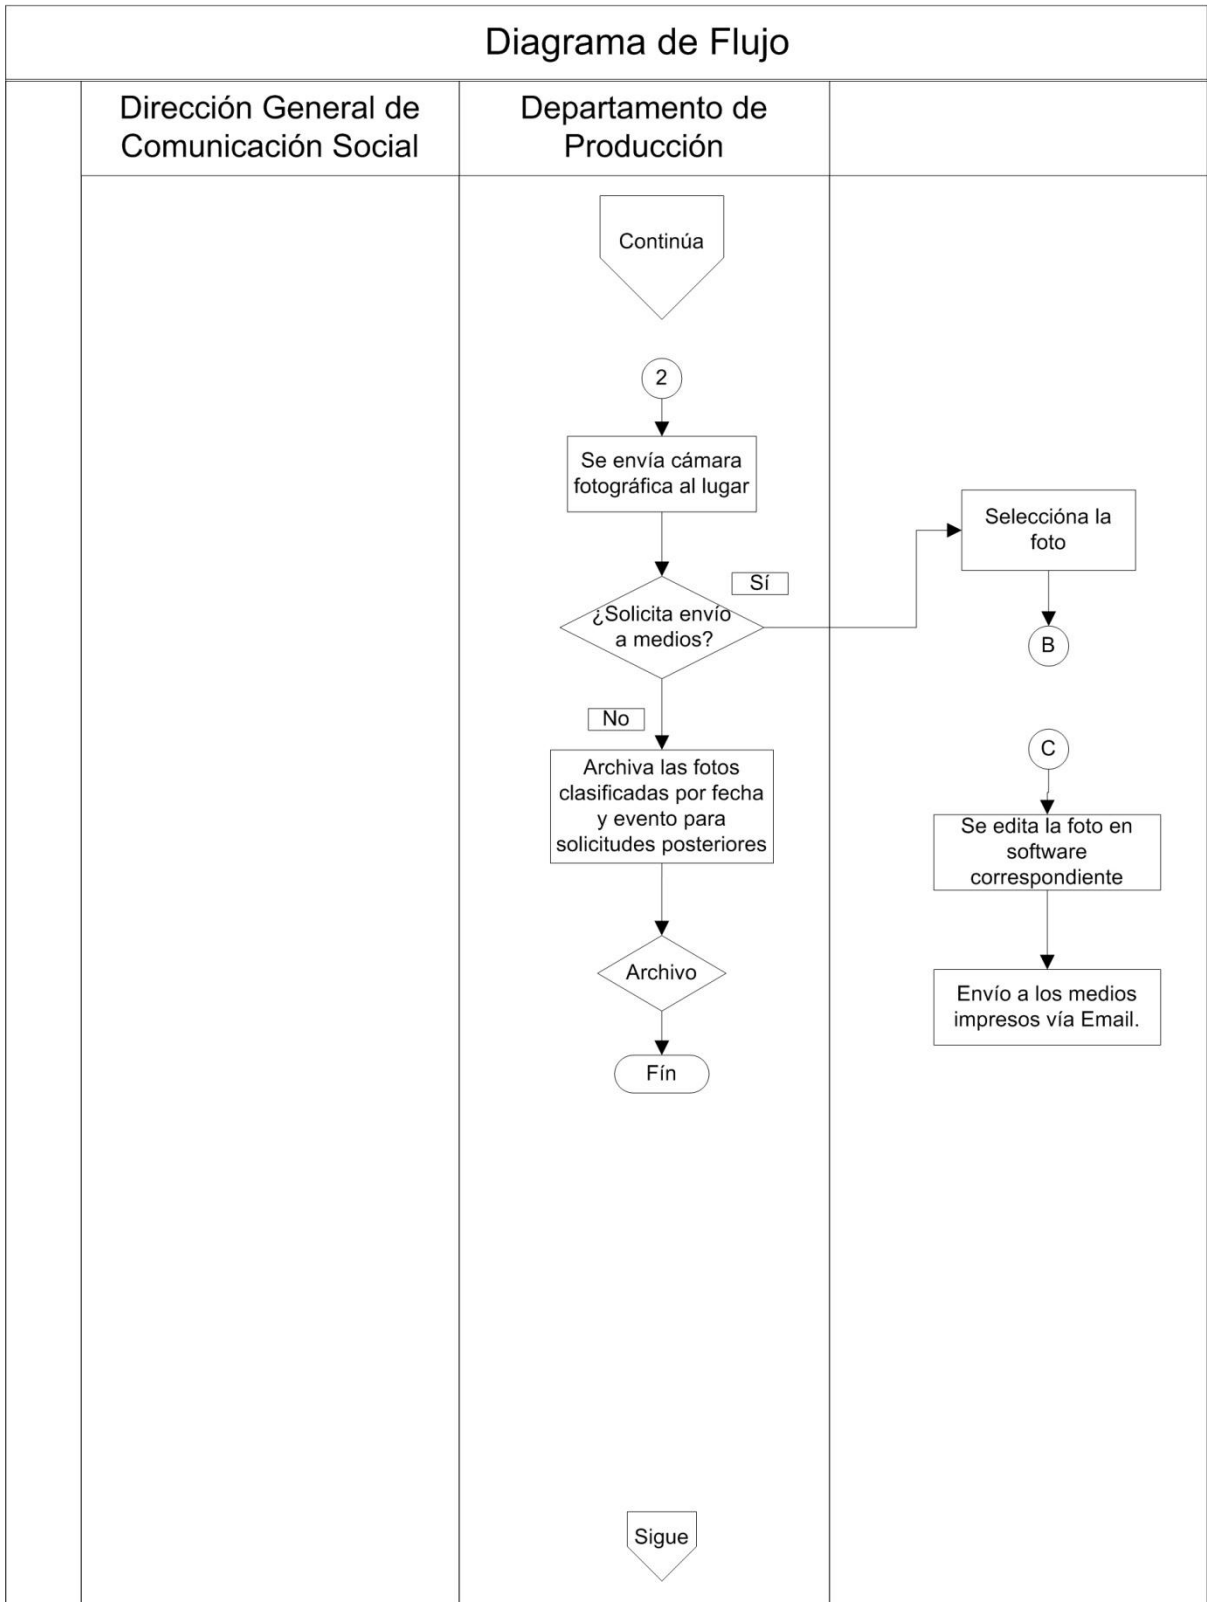 Diagrama de Flujo
Dirección General de
Comunicación Social
Departamento de
Producción
Continúa
2
Se envía cámara
fotográfica al lugar
¿Solicita envío
a medios?
Sí
No
Archiva las fotos
clasificadas por fecha
y evento para
solicitudes posteriores
Archivo
Fín
Seleccióna la
foto
B
C
Se edita la foto en
software
correspondiente
Envío a los medios
impresos vía Email.
Sigue